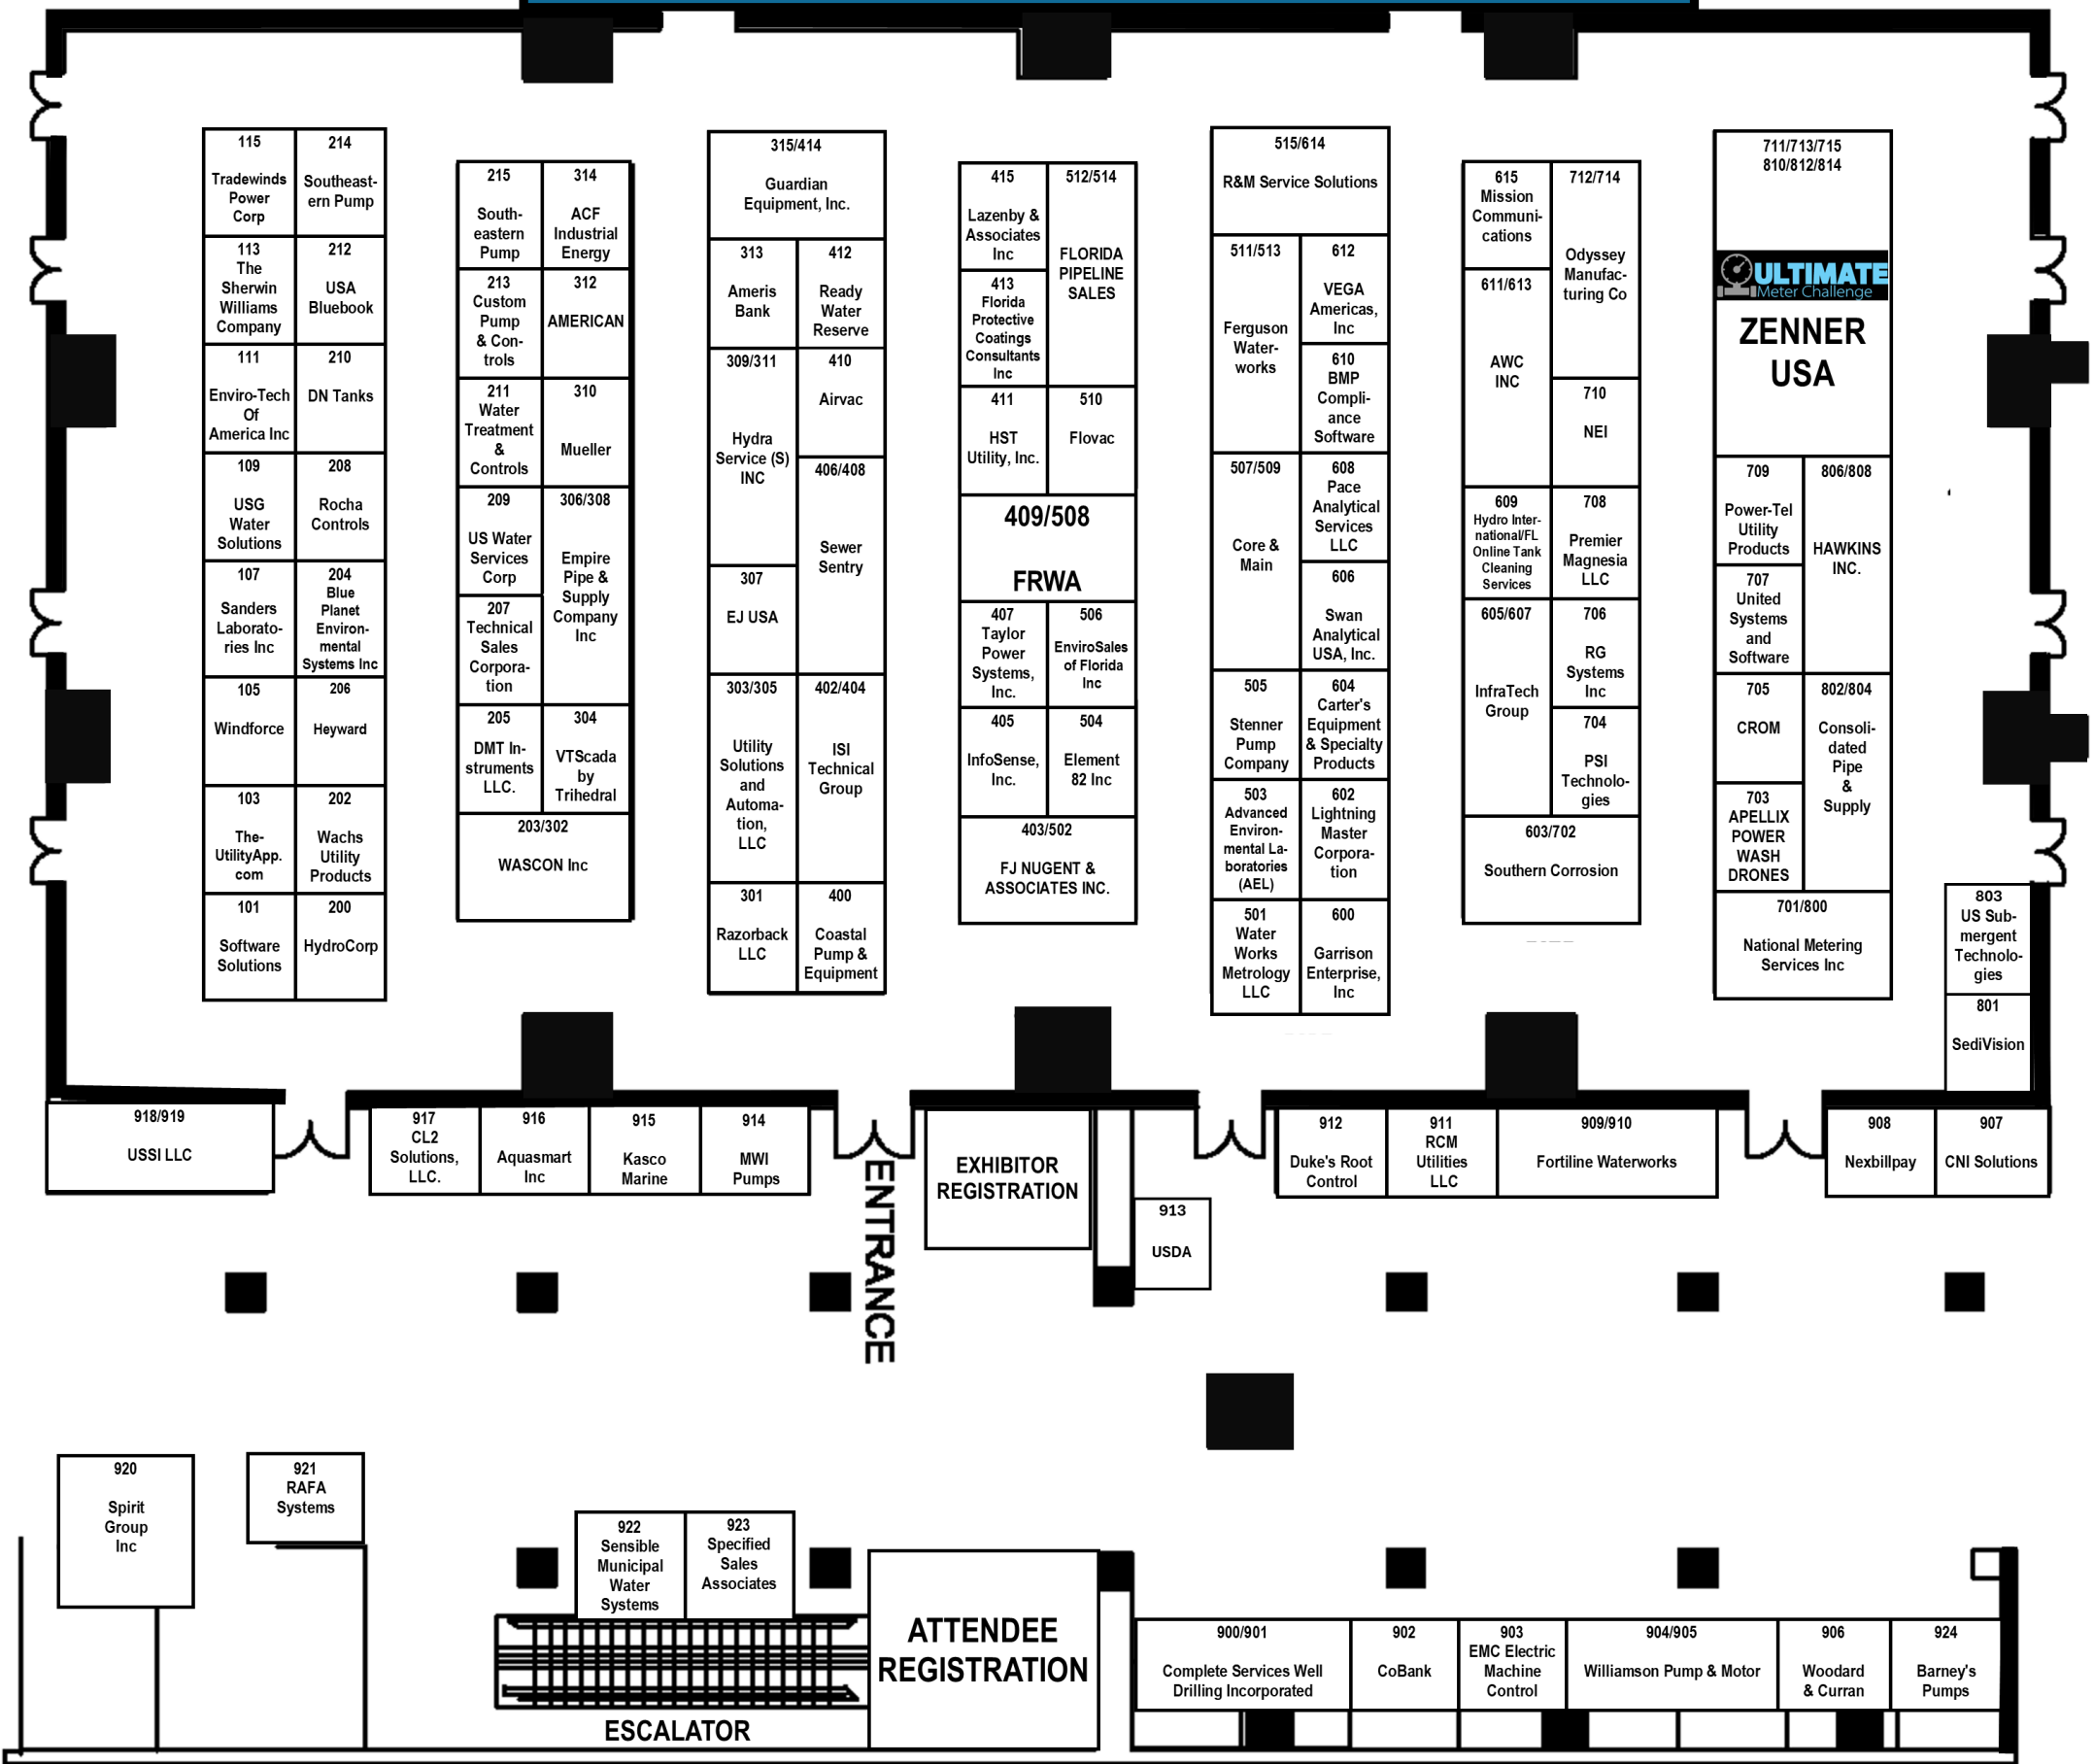 115
Tradewinds
Power
Corp
214
Southeast-
ern Pump
113
The
Sherwin
Williams
Company
212
USA
Bluebook
111
Enviro-Tech
Of
America Inc
210
DN Tanks
109
USG
Water
Solutions
208
Rocha
Controls
107
Sanders
Laborato-
ries Inc
204
Blue
Planet
Environ-
mental
Systems Inc
105
Windforce
206
Heyward
103
The-
UtilityApp.
com
202
Wachs
Utility
Products
101
Software
Solutions
200
HydroCorp
215
South-
eastern
Pump
314
ACF
Industrial
Energy
213
Custom
Pump
& Con-
trols
312
AMERICAN
211
Water
Treatment
&
Controls
310
Mueller
209
US Water
Services
Corp
306/308
Empire
Pipe &
Supply
Company
Inc
207
Technical
Sales
Corpora-
tion
205
DMT In-
struments
LLC.
304
VTScada
by
Trihedral
203/302
WASCON Inc
315/414
Guardian
Equipment, Inc.
313
Ameris
Bank
412
Ready
Water
Reserve
309/311
Hydra
Service (S)
INC
410
Airvac
406/408
Sewer
Sentry
307
EJ USA
303/305
Utility
Solutions
and
Automa-
tion,
LLC
402/404
ISI
Technical
Group
301
Razorback
LLC
400
Coastal
Pump &
Equipment
415
Lazenby &
Associates
Inc
512/514
FLORIDA
PIPELINE
SALES
413
Florida
Protective
Coatings
Consultants
Inc
411
HST
Utility, Inc.
510
Flovac
409/508
FRWA
407
Taylor
Power
Systems,
Inc.
506
EnviroSales
of Florida
Inc
405
InfoSense,
Inc.
504
Element
82 Inc
403/502
FJ NUGENT &
ASSOCIATES INC.
515/614
R&M Service Solutions
511/513
Ferguson
Water-
works
612
VEGA
Americas,
Inc
610
BMP
Compli-
ance
Software
507/509
Core &
Main
608
Pace
Analytical
Services
LLC
606
Swan
Analytical
USA, Inc.
505
Stenner
Pump
Company
604
Carter's
Equipment
& Specialty
Products
503
Advanced
Environ-
mental La-
boratories
(AEL)
602
Lightning
Master
Corpora-
tion
501
Water
Works
Metrology
LLC
600
Garrison
Enterprise,
Inc
615
Mission
Communi-
cations
712/714
Odyssey
Manufac-
turing Co
611/613
AWC
INC
710
NEI
609
Hydro Inter-
national/FL
Online Tank
Cleaning
Services
708
Premier
Magnesia
LLC
605/607
InfraTech
Group
706
RG
Systems
Inc
704
PSI
Technolo-
gies
603/702
Southern Corrosion
711/713/715
810/812/814
ULTIMATE
Meter Challenge
ZENNER
USA
709
Power-Tel
Utility
Products
806/808
HAWKINS
INC.
707
United
Systems
and
Software
705
CROM
802/804
Consoli-
dated
Pipe
&
Supply
703
APELLIX
POWER
WASH
DRONES
701/800
National Metering
Services Inc
803
US Sub-
mergent
Technolo-
gies
801
SediVision
918/919
USSI LLC
917
CL2
Solutions,
LLC.
916
Aquasmart
Inc
915
Kasco
Marine
914
MWI
Pumps
ENTRANCE
EXHIBITOR
REGISTRATION
913
USDA
912
Duke's Root
Control
911
RCM
Utilities
LLC
909/910
Fortiline Waterworks
908
Nexbillpay
907
CNI Solutions
920
Spirit
Group
Inc
921
RAFA
Systems
922
Sensible
Municipal
Water
Systems
923
Specified
Sales
Associates
ESCALATOR
ATTENDEE
REGISTRATION
900/901
Complete Services Well
Drilling Incorporated
902
CoBank
903
EMC Electric
Machine
Control
904/905
Williamson Pump & Motor
906
Woodard
& Curran
924
Barney's
Pumps